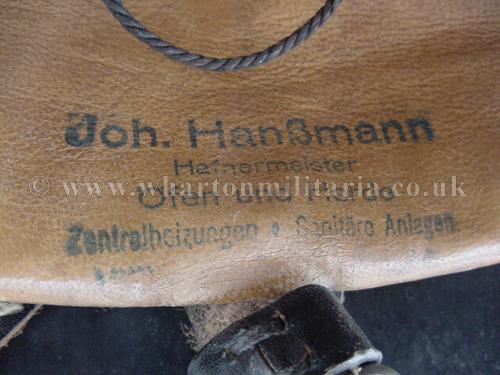 Joh. Hanßmann
Hafnermeister
© www.whartonmilitaria.co.uk
Öfen und Herde
Zentralheizungen • Sanitäre Anlagen.